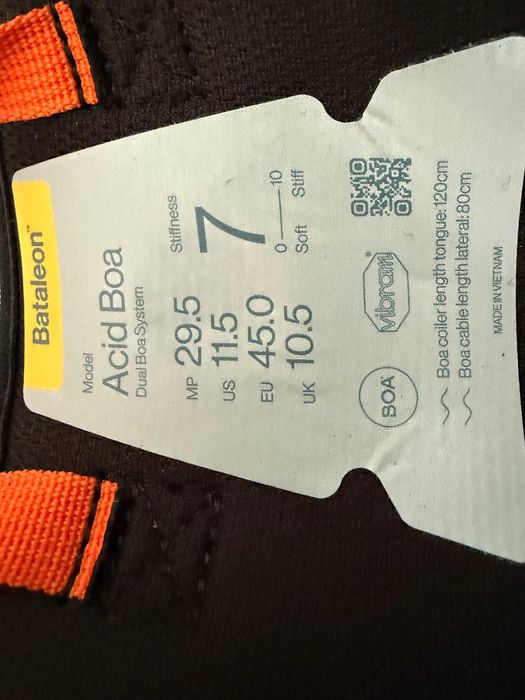 Bataleon™
Model
Acid Boa
Dual Boa System
MP 29.5
US 11.5
EU 45.0
UK 10.5
Stiffness
7
0 — 10
Soft Stiff
BOA
vibram®
Boa coiler length tongue: 120cm
Boa cable length lateral: 80cm
MADE IN VIETNAM